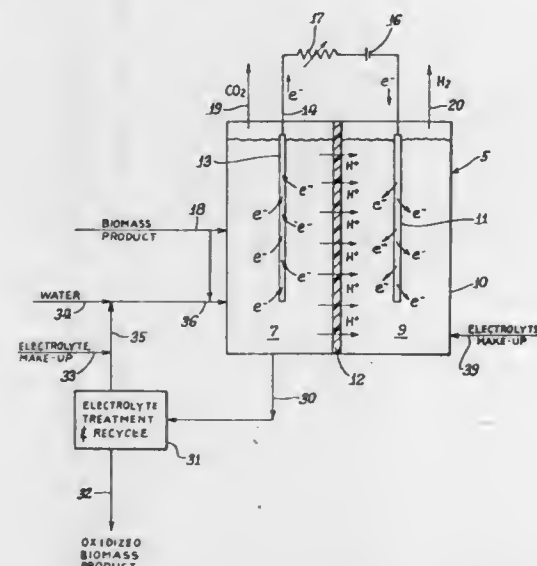 17
16
CO2
H2
e-
e-
19
14
20
13
5
H+
e-
e-
e-
H+
e-
e-
11
18
BIOMASS
PRODUCT
H+
e-
e-
e-
e-
H+
e-
e-
H+
e-
e-
e-
10
WATER
34
36
H+
e-
e-
35
7
H+
9
ELECTROLYTE
MAKE-UP
39
ELECTROLYTE
MAKE-UP
33
12
30
ELECTROLYTE
TREATMENT
& RECYCLE
31
32
OXIDIZED
BIOMASS
PRODUCT